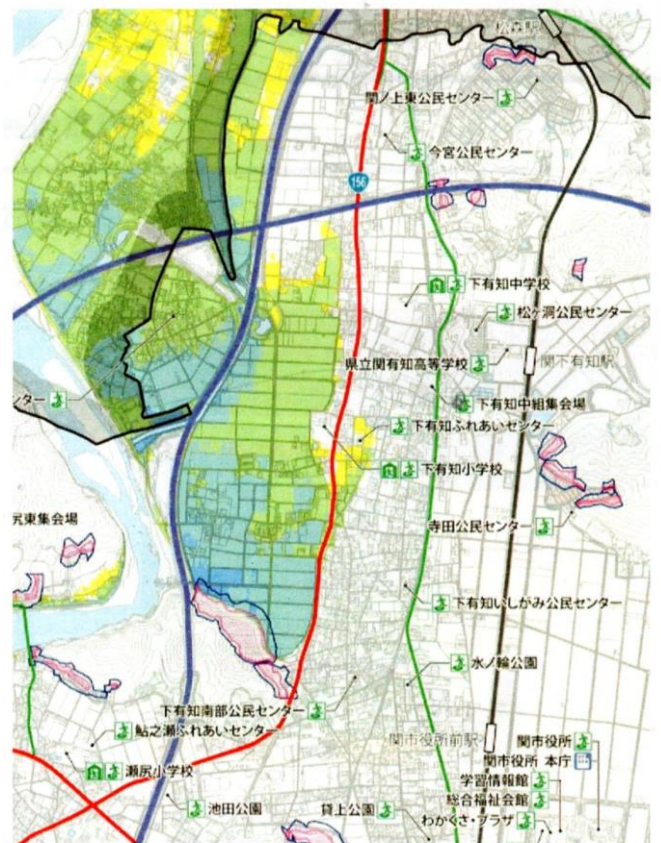 松森駅
関ノ上東公民センター
今宮公民センター
156
下有知中学校
松ヶ洞公民センター
県立関有知高等学校
関下有知駅
ンター
下有知中組集会場
下有知ふれあいセンター
下有知小学校
尻東集会場
寺田公民センター
下有知いしがみ公民センター
水ノ輪公園
下有知南部公民センター
鮎之瀬ふれあいセンター
関市役所前駅
関市役所
関市役所 本庁
瀬尻小学校
学習情報館
総合福祉会館
池田公園
貸上公園
わかくさ・プラザ